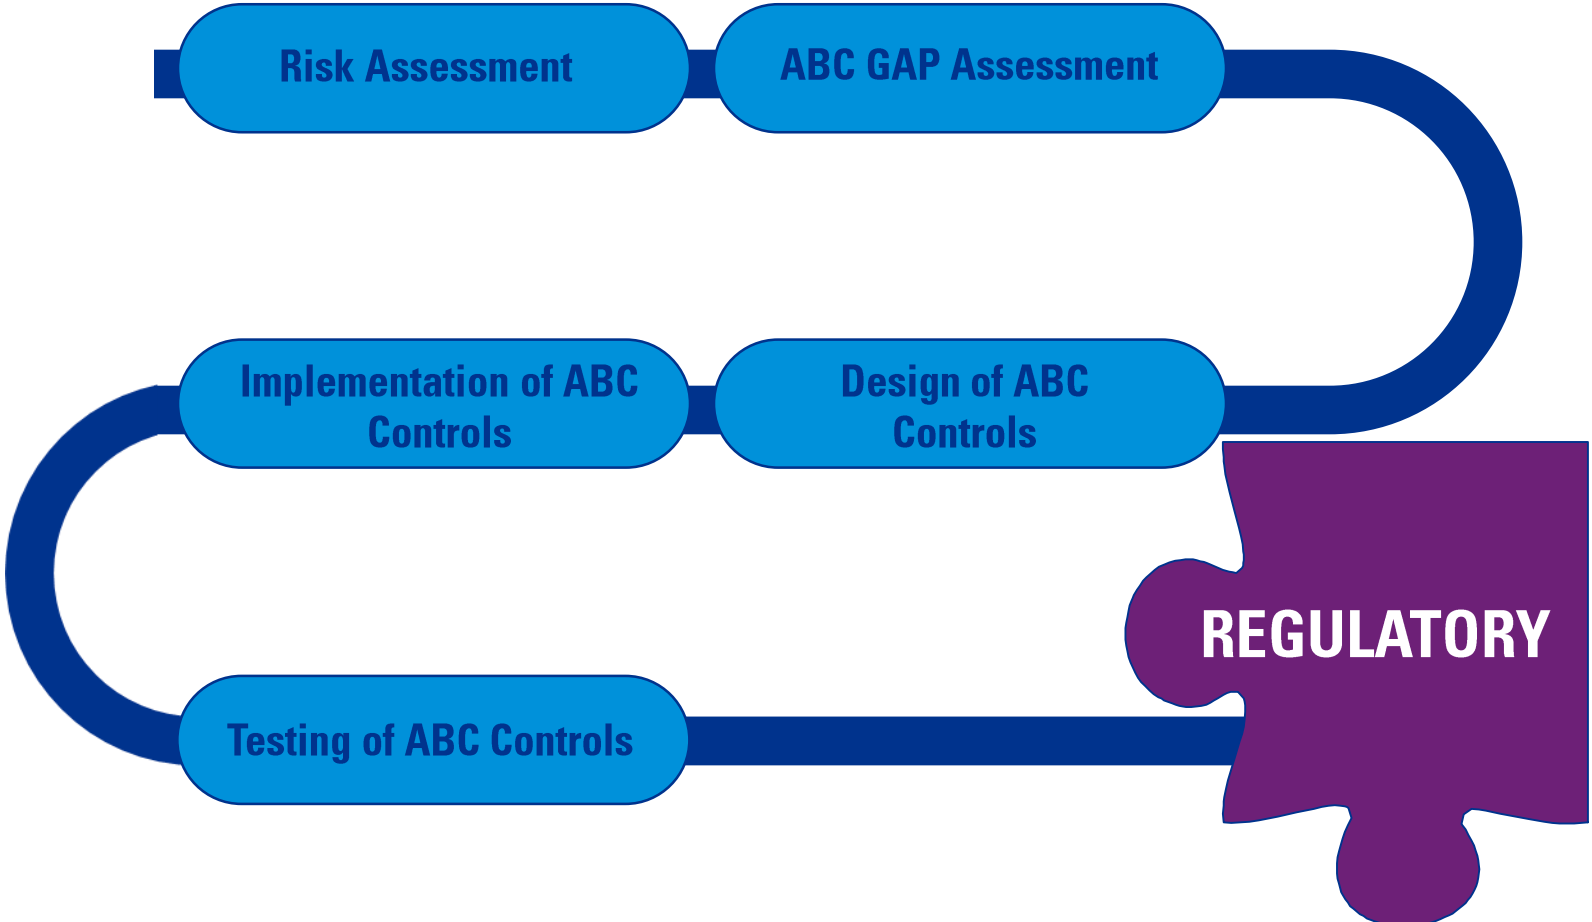 Risk Assessment
ABC GAP Assessment
Implementation of ABC
Controls
Design of ABC
Controls
REGULATORY
Testing of ABC Controls